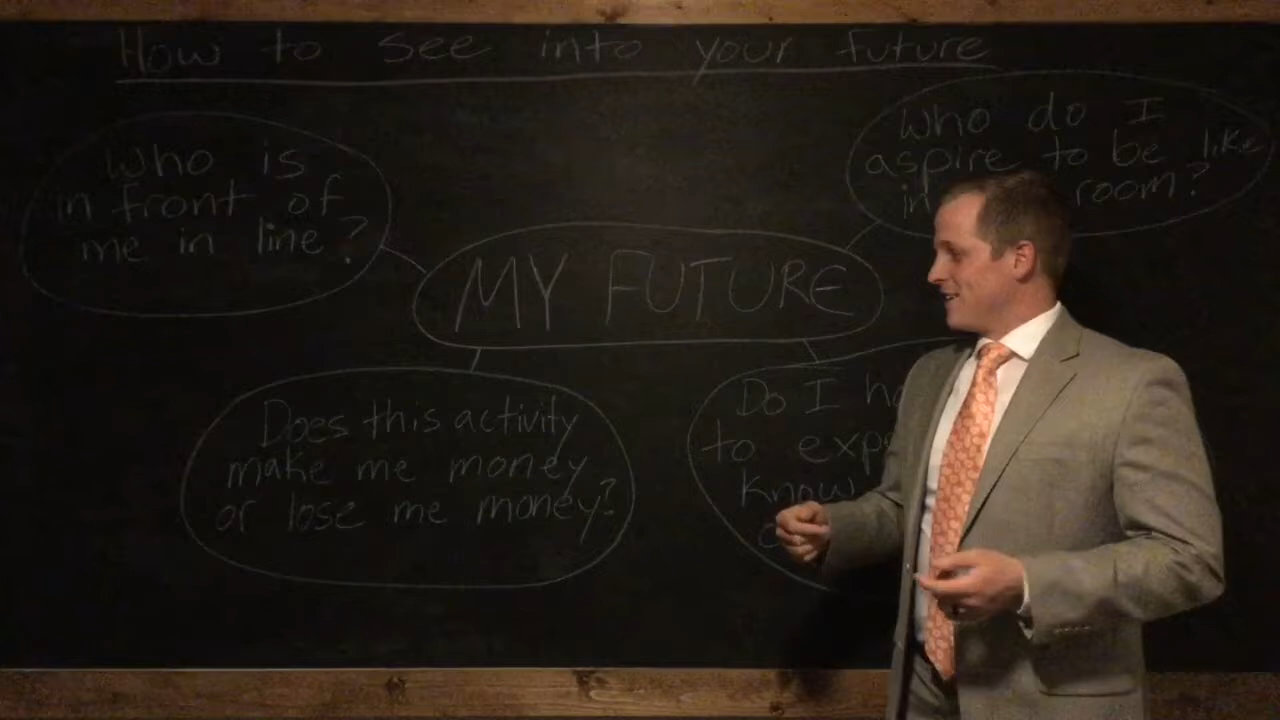 How to see into your future
Who is
in front of
me in line?
Who do I
aspire to be like
in room?
MY FUTURE
Does this activity
make me money
or lose me money?
Do I
to
know